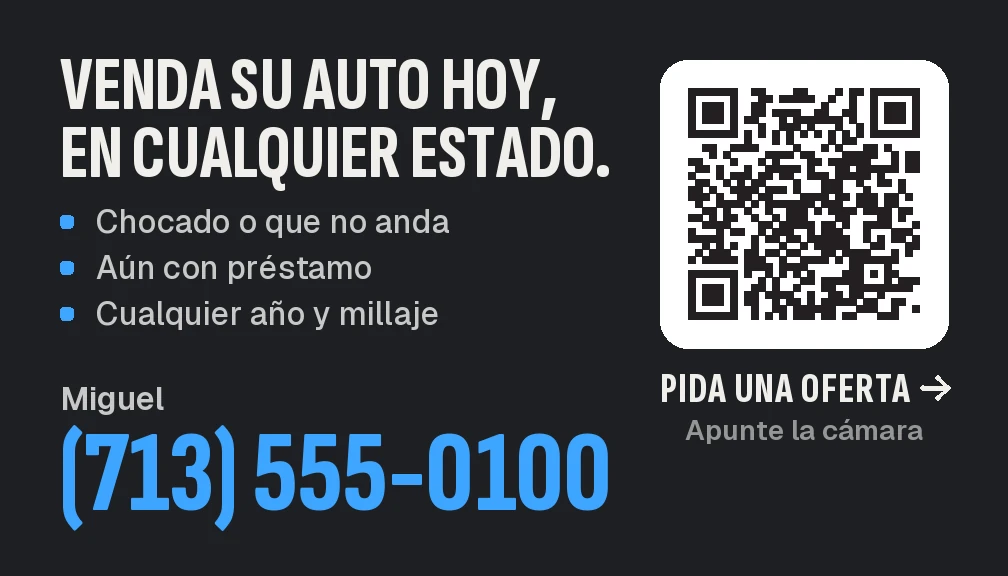 VENDA SU AUTO HOY,
EN CUALQUIER ESTADO.
Chocado o que no anda
Aún con préstamo
Cualquier año y millaje
Miguel
(713) 555-0100
PIDA UNA OFERTA →
Apunte la cámara